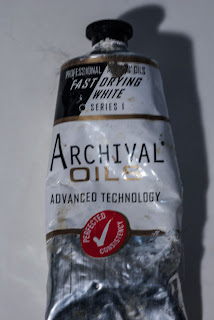 PROFESSIONAL OILS
FAST DRYING
WHITE
SERIES 1
ARCHIVAL
OILS
ADVANCED TECHNOLOGY
PERFECTED
CONSISTENCY